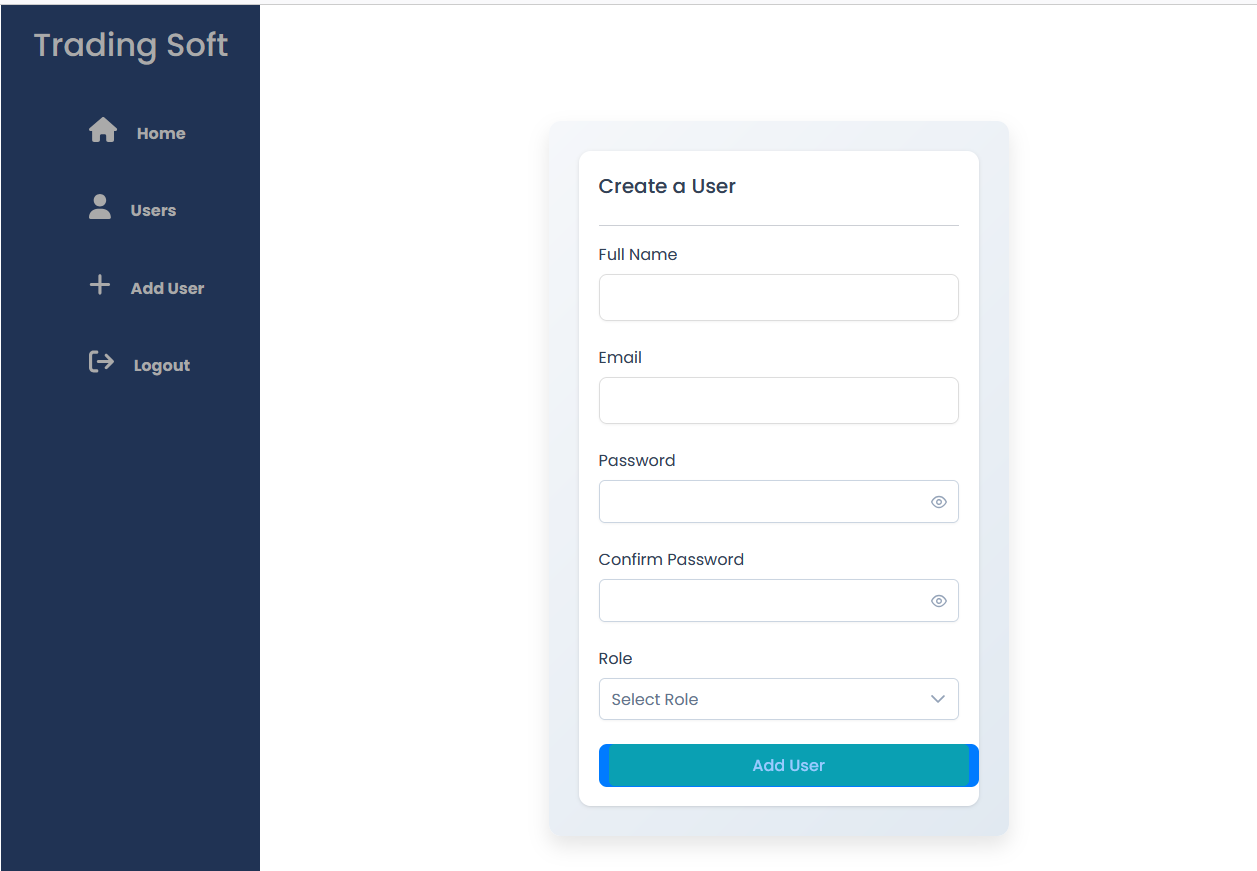 Trading Soft
Home
Users
Add User
Logout
Create a User
Full Name
Email
Password
Confirm Password
Role
Select Role
Add User